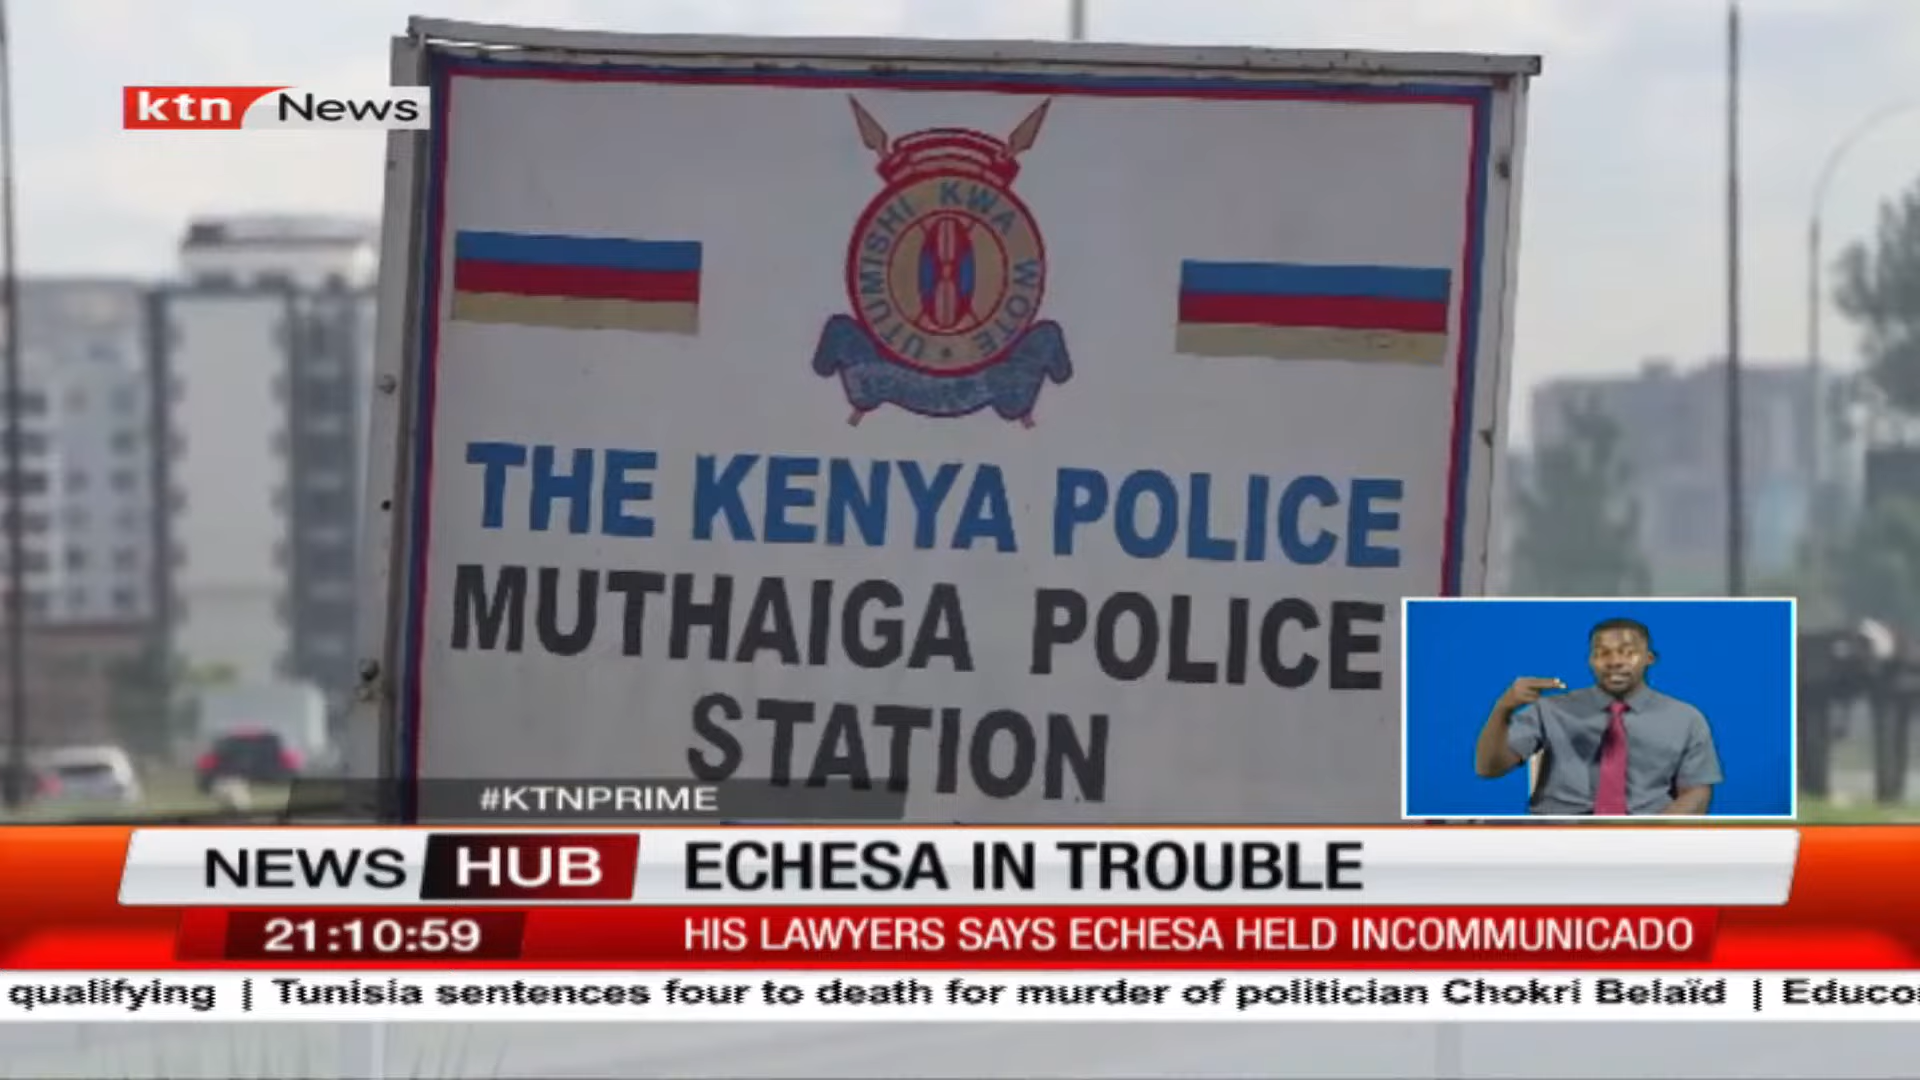 ktn News
UTUMISHI KWA WOTE
THE KENYA POLICE
MUTHAIGA POLICE
STATION
#KTNPRIME
NEWS HUB ECHESA IN TROUBLE
21:10:59 HIS LAWYERS SAYS ECHESA HELD INCOMMUNICADO
qualifying | Tunisia sentences four to death for murder of politician Chokri Belaïd |